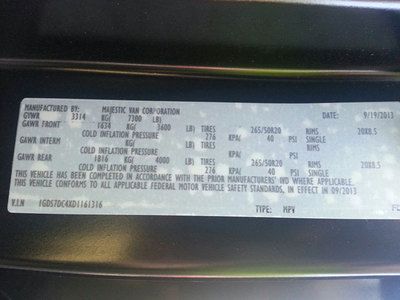 MANUFACTURED BY: MAJESTIC VAN CORPORATION DATE: 9/19/2013
GVWR 3314 KG( 7300 LB)
GAWR FRONT 1634 KG( 3600 LB) TIRES 265/50R20 RIMS 20X8.5
COLD INFLATION PRESSURE 276 KPA( 40 PSI SINGLE
GAWR INTERM KG( LB) TIRES RIMS
COLD INFLATION PRESSURE KPA( PSI SINGLE
GAWR REAR 1816 KG( 4000 LB) TIRES 265/50R20 RIMS 20X8.5
COLD INFLATION PRESSURE 276 KPA( 40 PSI SINGLE
THIS VEHICLE HAS BEEN COMPLETED IN ACCORDANCE WITH THE PRIOR MANUFACTURERS' IVD WHERE APPLICABLE.
THIS VEHICLE CONFORMS TO ALL APPLICABLE FEDERAL MOTOR VEHICLE SAFETY STANDARDS, IN EFFECT IN 09/2013
V.I.N 1GDS7DC4XD1161316 TYPE: MPV